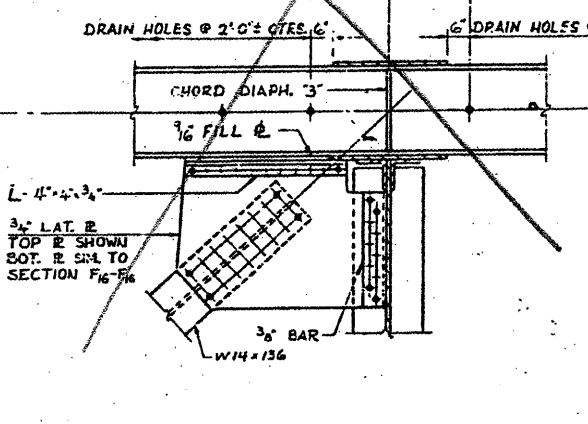 DRAIN HOLES @ 2'-0"± CTES. 6"
6" DRAIN HOLES @
CHORD DIAPH. "3"
9/16" FILL ℄
L - 4"×4"×3/4"
3/4" LAT. ℄
TOP ℄ SHOWN
BOT. ℄ SIM. TO
SECTION F16-F16
3/8" BAR
W14×136